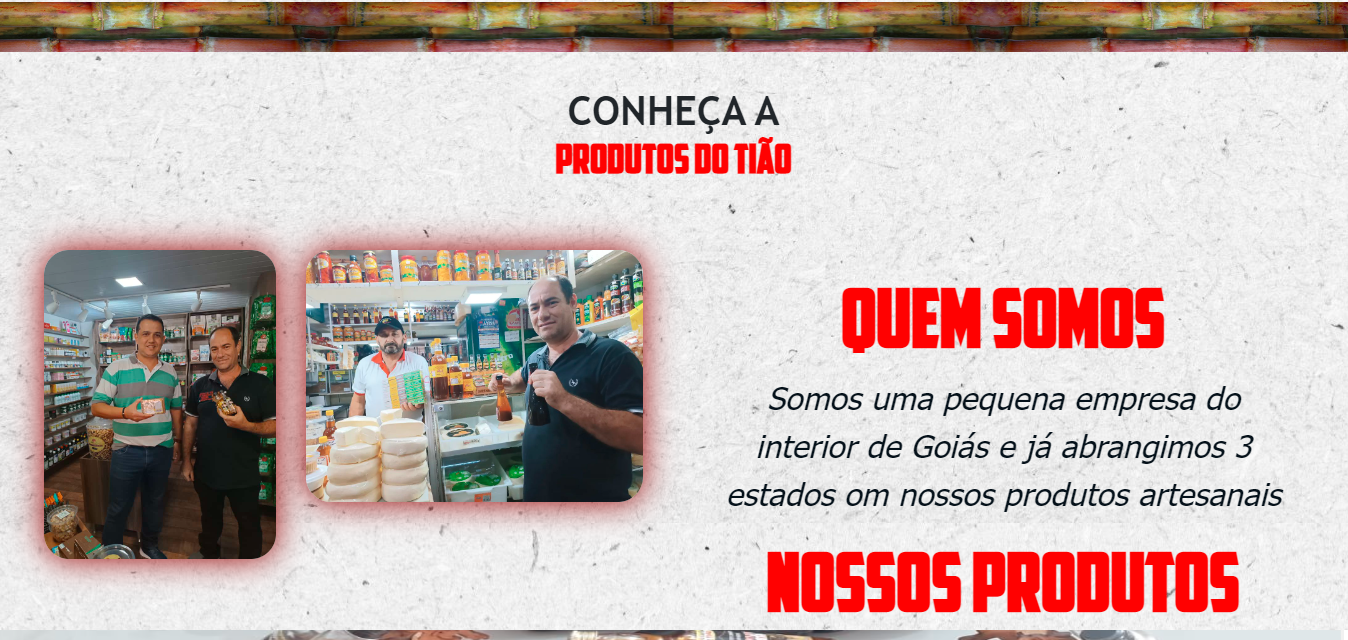 CONHEÇA A
PRODUTOS DO TIÃO
QUEM SOMOS
Somos uma pequena empresa do
interior de Goiás e já abrangimos 3
estados om nossos produtos artesanais
NOSSOS PRODUTOS